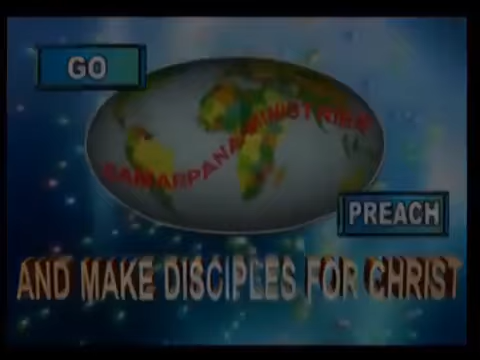 GO
SAMARPANA MINISTRIES
PREACH
AND MAKE DISCIPLES FOR CHRIST